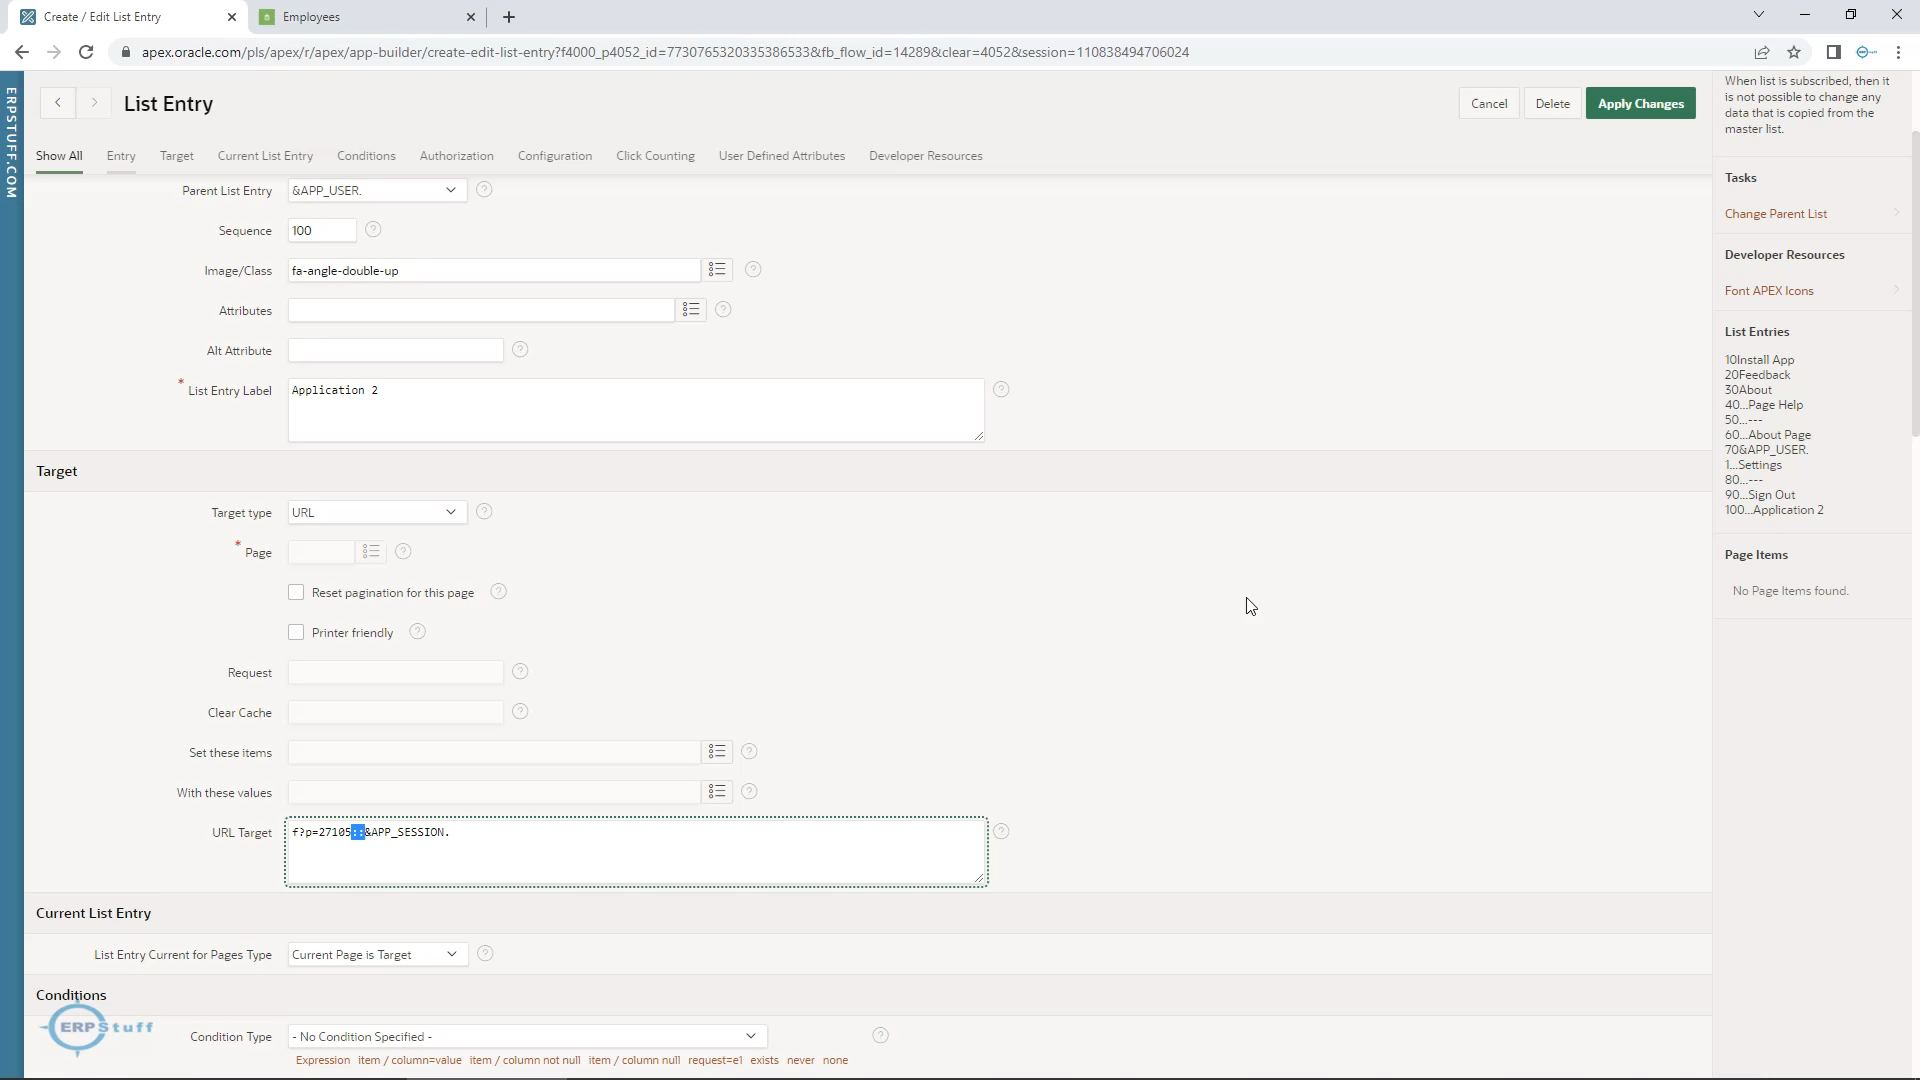 Create / Edit List Entry
Employees
apex.oracle.com/pls/apex/r/apex/app-builder/create-edit-list-entry?f4000_p4052_id=7730765320335386533&fb_flow_id=14289&clear=4052&session=110838494706024
ERPSTUFF.COM
List Entry
Cancel
Delete
Apply Changes
Show All
Entry
Target
Current List Entry
Conditions
Authorization
Configuration
Click Counting
User Defined Attributes
Developer Resources
Parent List Entry
&APP_USER.
Sequence
100
Image/Class
fa-angle-double-up
Attributes
Alt Attribute
* List Entry Label
Application 2
Target
Target type
URL
* Page
Reset pagination for this page
Printer friendly
Request
Clear Cache
Set these items
With these values
URL Target
f?p=27105::&APP_SESSION.
Current List Entry
List Entry Current for Pages Type
Current Page is Target
Conditions
ERPStuff
Condition Type
- No Condition Specified -
Expression item / column=value item / column not null item / column null request=e1 exists never none
When list is subscribed, then it
is not possible to change any
data that is copied from the
master list.
Tasks
Change Parent List
Developer Resources
Font APEX Icons
List Entries
10Install App
20Feedback
30About
40...Page Help
50...---
60...About Page
70&APP_USER.
1...Settings
80...---
90...Sign Out
100...Application 2
Page Items
No Page Items found.